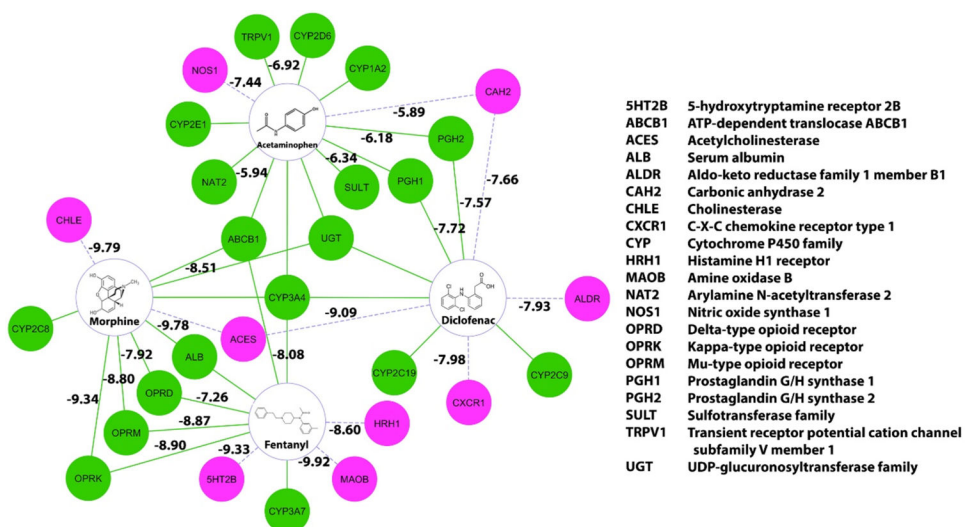 TRPV1
CYP2D6
NOS1
-6.92
CYP1A2
-7.44
CAH2
OH
-5.89
CYP2E1
Acetaminophen
-6.18
PGH2
-6.34
-5.94
NAT2
SULT
PGH1
-7.66
-7.57
CHLE
-7.72
ABCB1
UGT
-9.79
-8.51
Morphine
CYP3A4
Diclofenac
-7.93
ALDR
CYP2C8
-9.78
ACES
-9.09
-7.92
ALB
-8.08
-7.98
CYP2C19
CYP2C9
-8.80
OPRD
-9.34
-7.26
CXCR1
OPRM
-8.87
Fentanyl
HRH1
-8.60
-8.90
-9.33
-9.92
OPRK
5HT2B
MAOB
CYP3A7
5HT2B 5-hydroxytryptamine receptor 2B
ABCB1 ATP-dependent translocase ABCB1
ACES Acetylcholinesterase
ALB Serum albumin
ALDR Aldo-keto reductase family 1 member B1
CAH2 Carbonic anhydrase 2
CHLE Cholinesterase
CXCR1 C-X-C chemokine receptor type 1
CYP Cytochrome P450 family
HRH1 Histamine H1 receptor
MAOB Amine oxidase B
NAT2 Arylamine N-acetyltransferase 2
NOS1 Nitric oxide synthase 1
OPRD Delta-type opioid receptor
OPRK Kappa-type opioid receptor
OPRM Mu-type opioid receptor
PGH1 Prostaglandin G/H synthase 1
PGH2 Prostaglandin G/H synthase 2
SULT Sulfotransferase family
TRPV1 Transient receptor potential cation channel
subfamily V member 1
UGT UDP-glucuronosyltransferase family